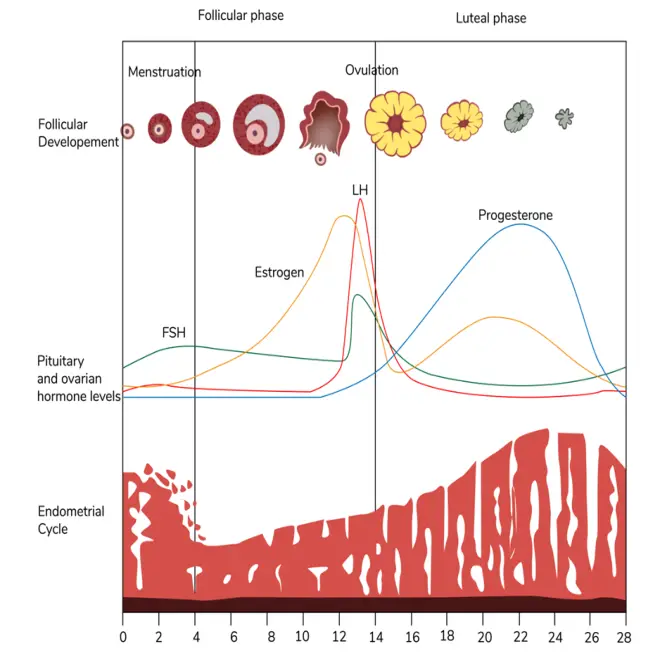 Follicular phase
Luteal phase
Menstruation
Ovulation
Follicular
Developement
LH
Progesterone
Estrogen
FSH
Pituitary
and ovarian
hormone levels
Endometrial
Cycle
0 2 4 6 8 10 12 14 16 18 20 22 24 26 28